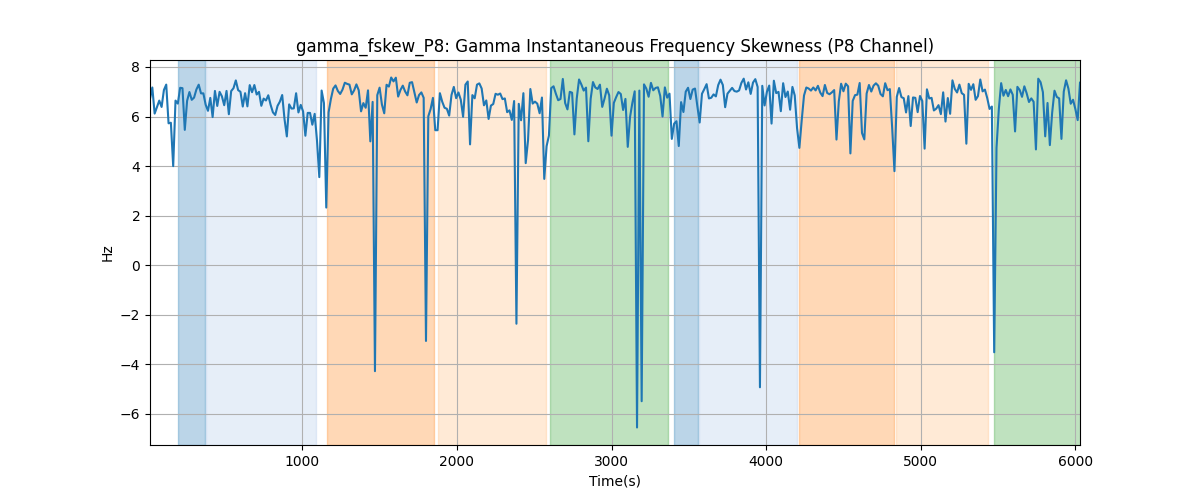 gamma_fskew_P8: Gamma Instantaneous Frequency Skewness (P8 Channel)
8
6
4
2
0
−2
−4
−6
Hz
1000 2000 3000 4000 5000 6000
Time(s)